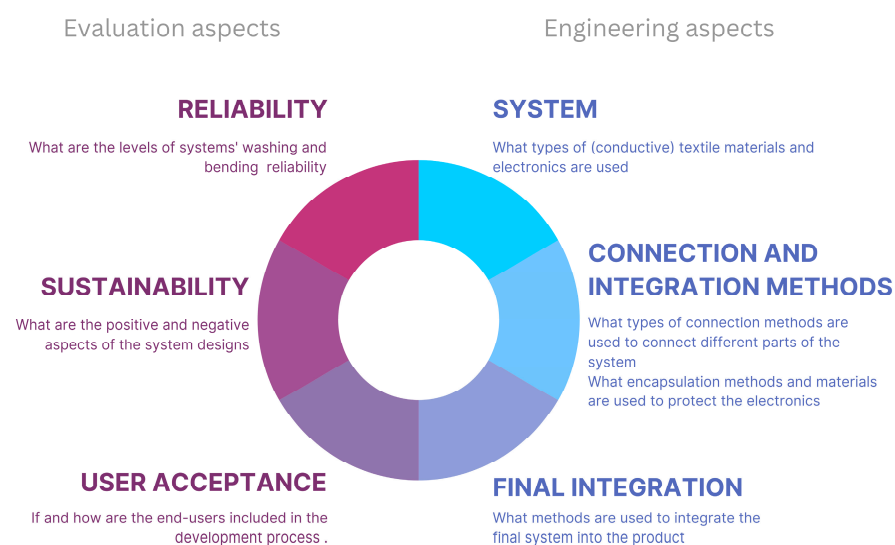 Evaluation aspects
Engineering aspects
RELIABILITY
What are the levels of systems' washing and
bending reliability
SYSTEM
What types of (conductive) textile materials and
electronics are used
SUSTAINABILITY
What are the positive and negative
aspects of the system designs
CONNECTION AND
INTEGRATION METHODS
What types of connection methods are
used to connect different parts of the
system
What encapsulation methods and materials
are used to protect the electronics
USER ACCEPTANCE
If and how are the end-users included in the
development process .
FINAL INTEGRATION
What methods are used to integrate the
final system into the product